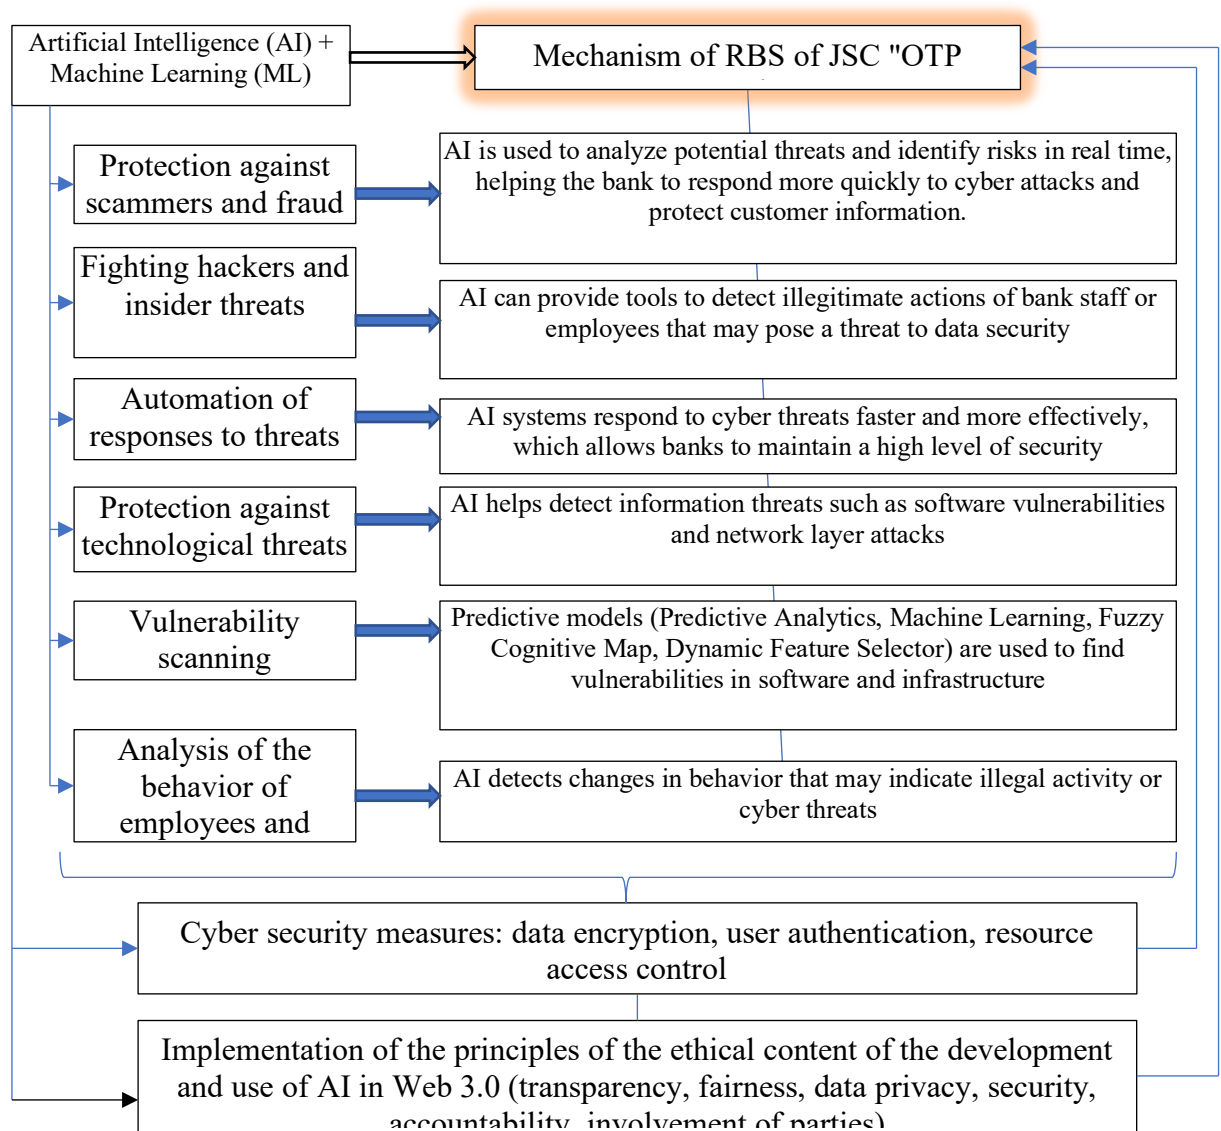 Artificial Intelligence (AI) +
Machine Learning (ML)
Mechanism of RBS of JSC "OTP
Protection against
scammers and fraud
AI is used to analyze potential threats and identify risks in real time,
helping the bank to respond more quickly to cyber attacks and
protect customer information.
Fighting hackers and
insider threats
AI can provide tools to detect illegitimate actions of bank staff or
employees that may pose a threat to data security
Automation of
responses to threats
AI systems respond to cyber threats faster and more effectively,
which allows banks to maintain a high level of security
Protection against
technological threats
AI helps detect information threats such as software vulnerabilities
and network layer attacks
Vulnerability
scanning
Predictive models (Predictive Analytics, Machine Learning, Fuzzy
Cognitive Map, Dynamic Feature Selector) are used to find
vulnerabilities in software and infrastructure
Analysis of the
behavior of
employees and
AI detects changes in behavior that may indicate illegal activity or
cyber threats
Cyber security measures: data encryption, user authentication, resource
access control
Implementation of the principles of the ethical content of the development
and use of AI in Web 3.0 (transparency, fairness, data privacy, security,
accountability, involvement of parties)